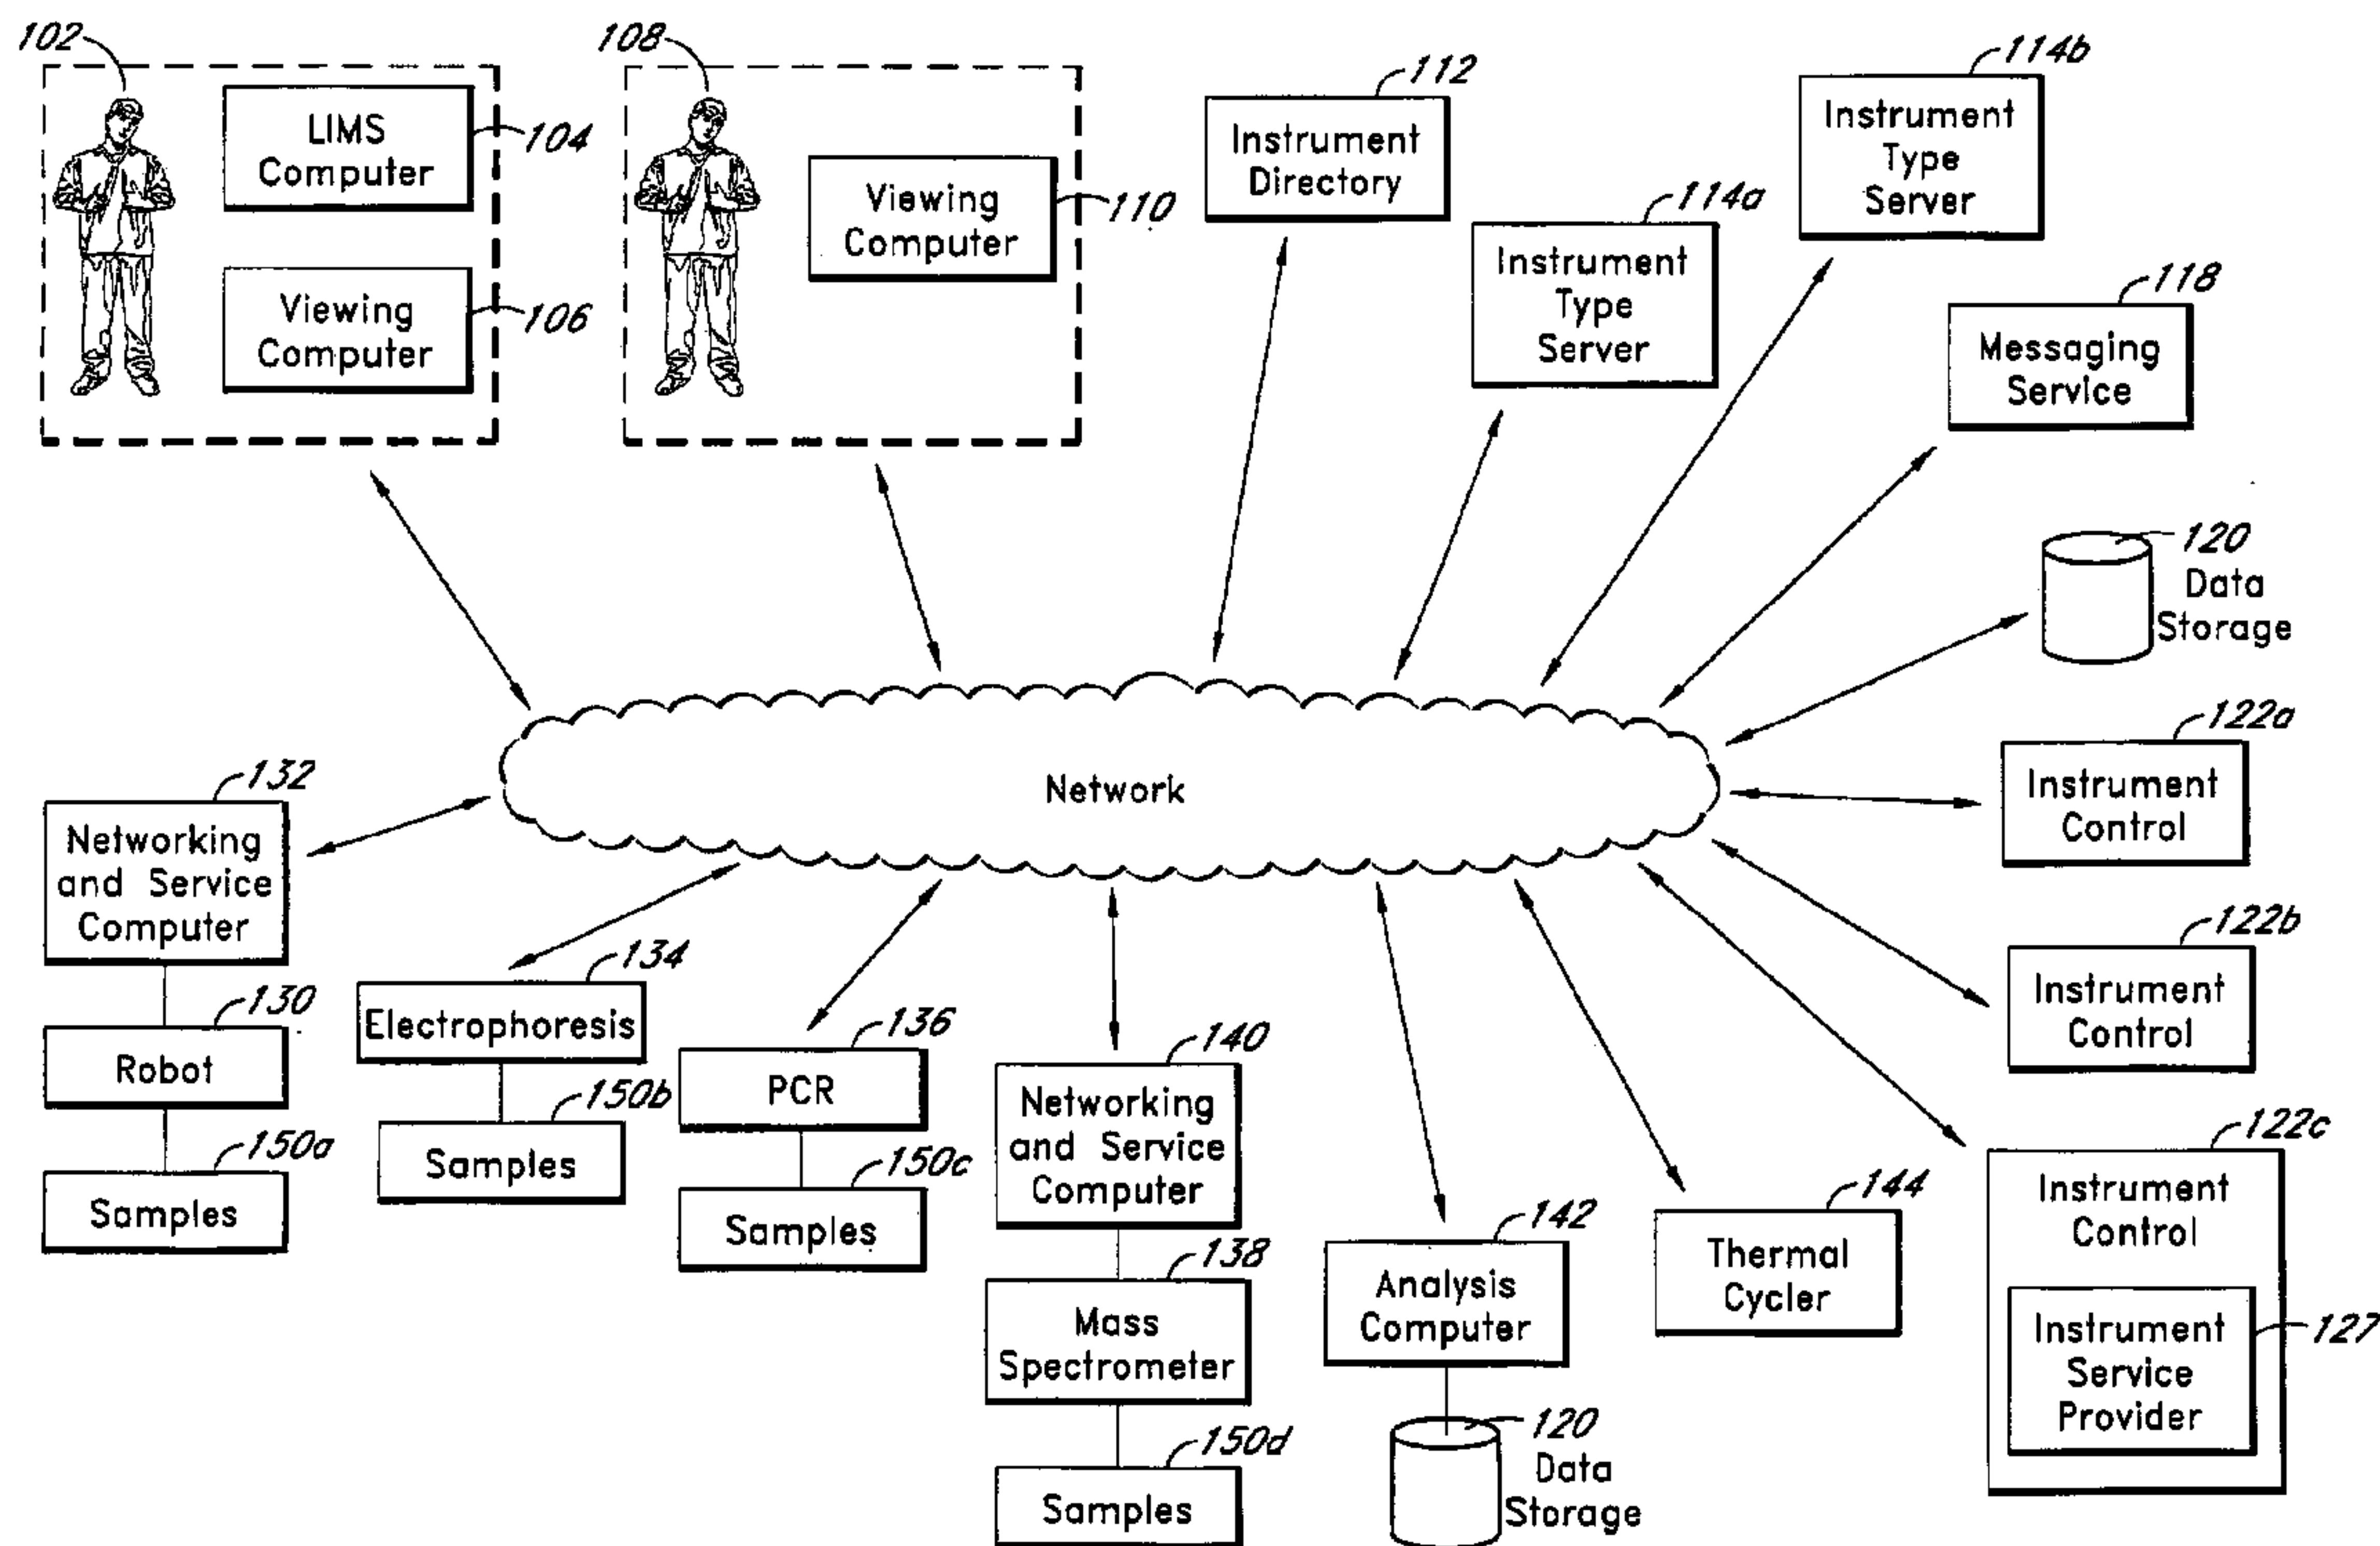 102
LIMS
Computer
104
Viewing
Computer
106
108
Viewing
Computer
110
112
Instrument
Directory
114a
Instrument
Type
Server
114b
Instrument
Type
Server
118
Messaging
Service
120
Data
Storage
Network
122a
Instrument
Control
122b
Instrument
Control
122c
Instrument
Control
Instrument
Service
Provider
127
132
Networking
and Service
Computer
130
Robot
150a
Samples
134
Electrophoresis
150b
Samples
136
PCR
150c
Samples
140
Networking
and Service
Computer
138
Mass
Spectrometer
150d
Samples
142
Analysis
Computer
120
Data
Storage
144
Thermal
Cycler